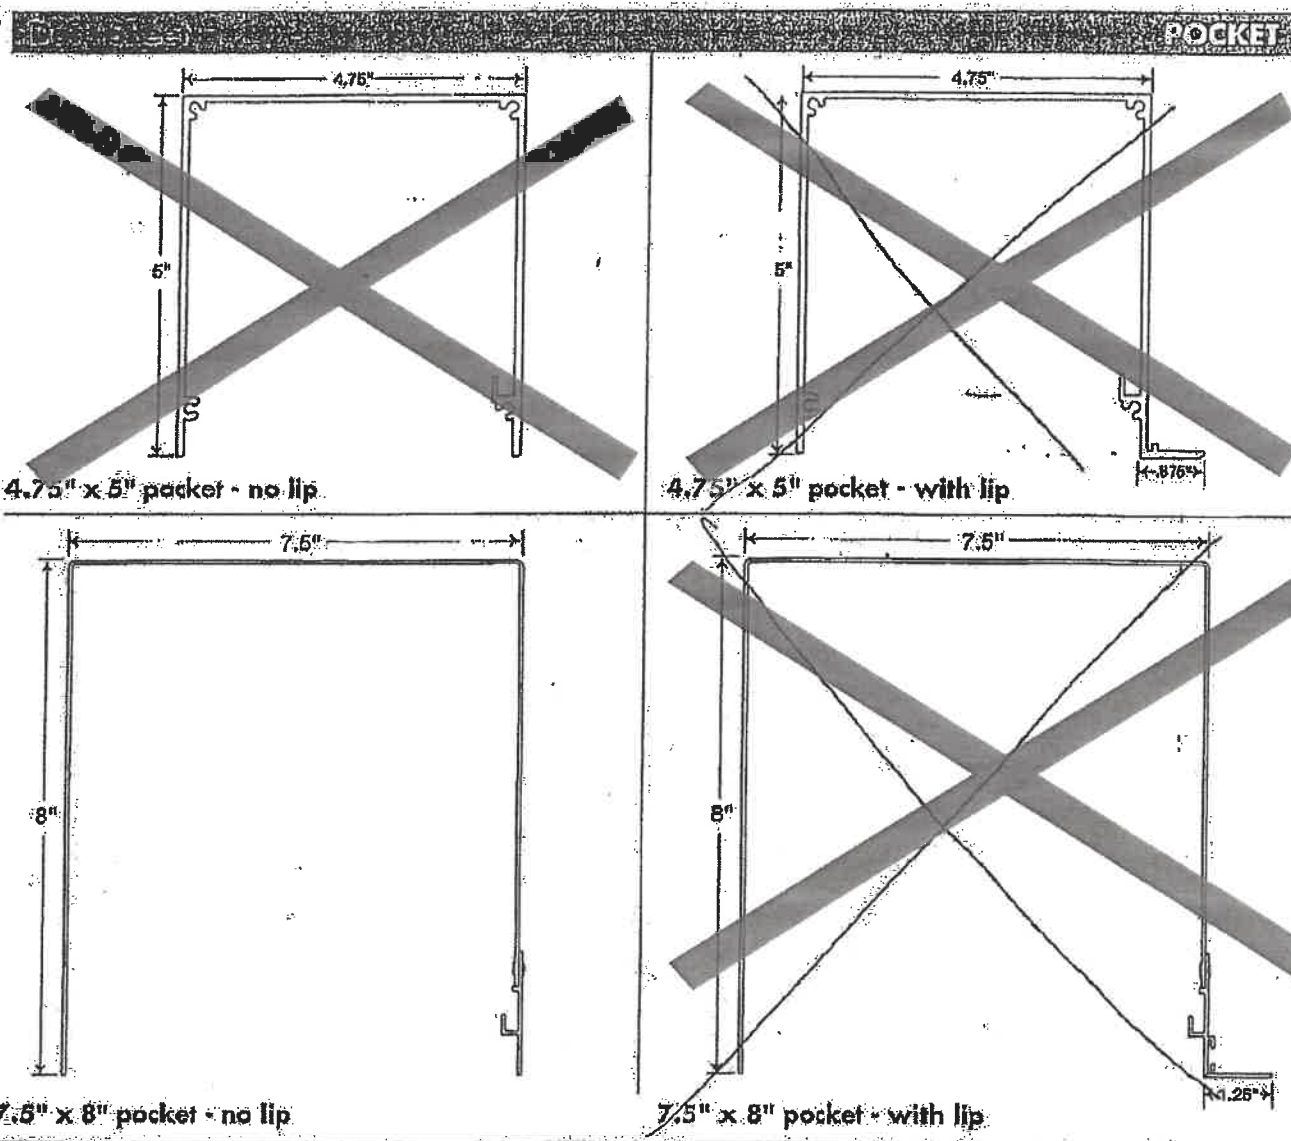 POCKET
4.75"
4.75"
5"
5"
.875"
4.75" x 5" pocket - no lip
4.75" x 5" pocket - with lip
7.5"
7.5"
8"
8"
1.25"
7.5" x 8" pocket - no lip
7.5" x 8" pocket - with lip